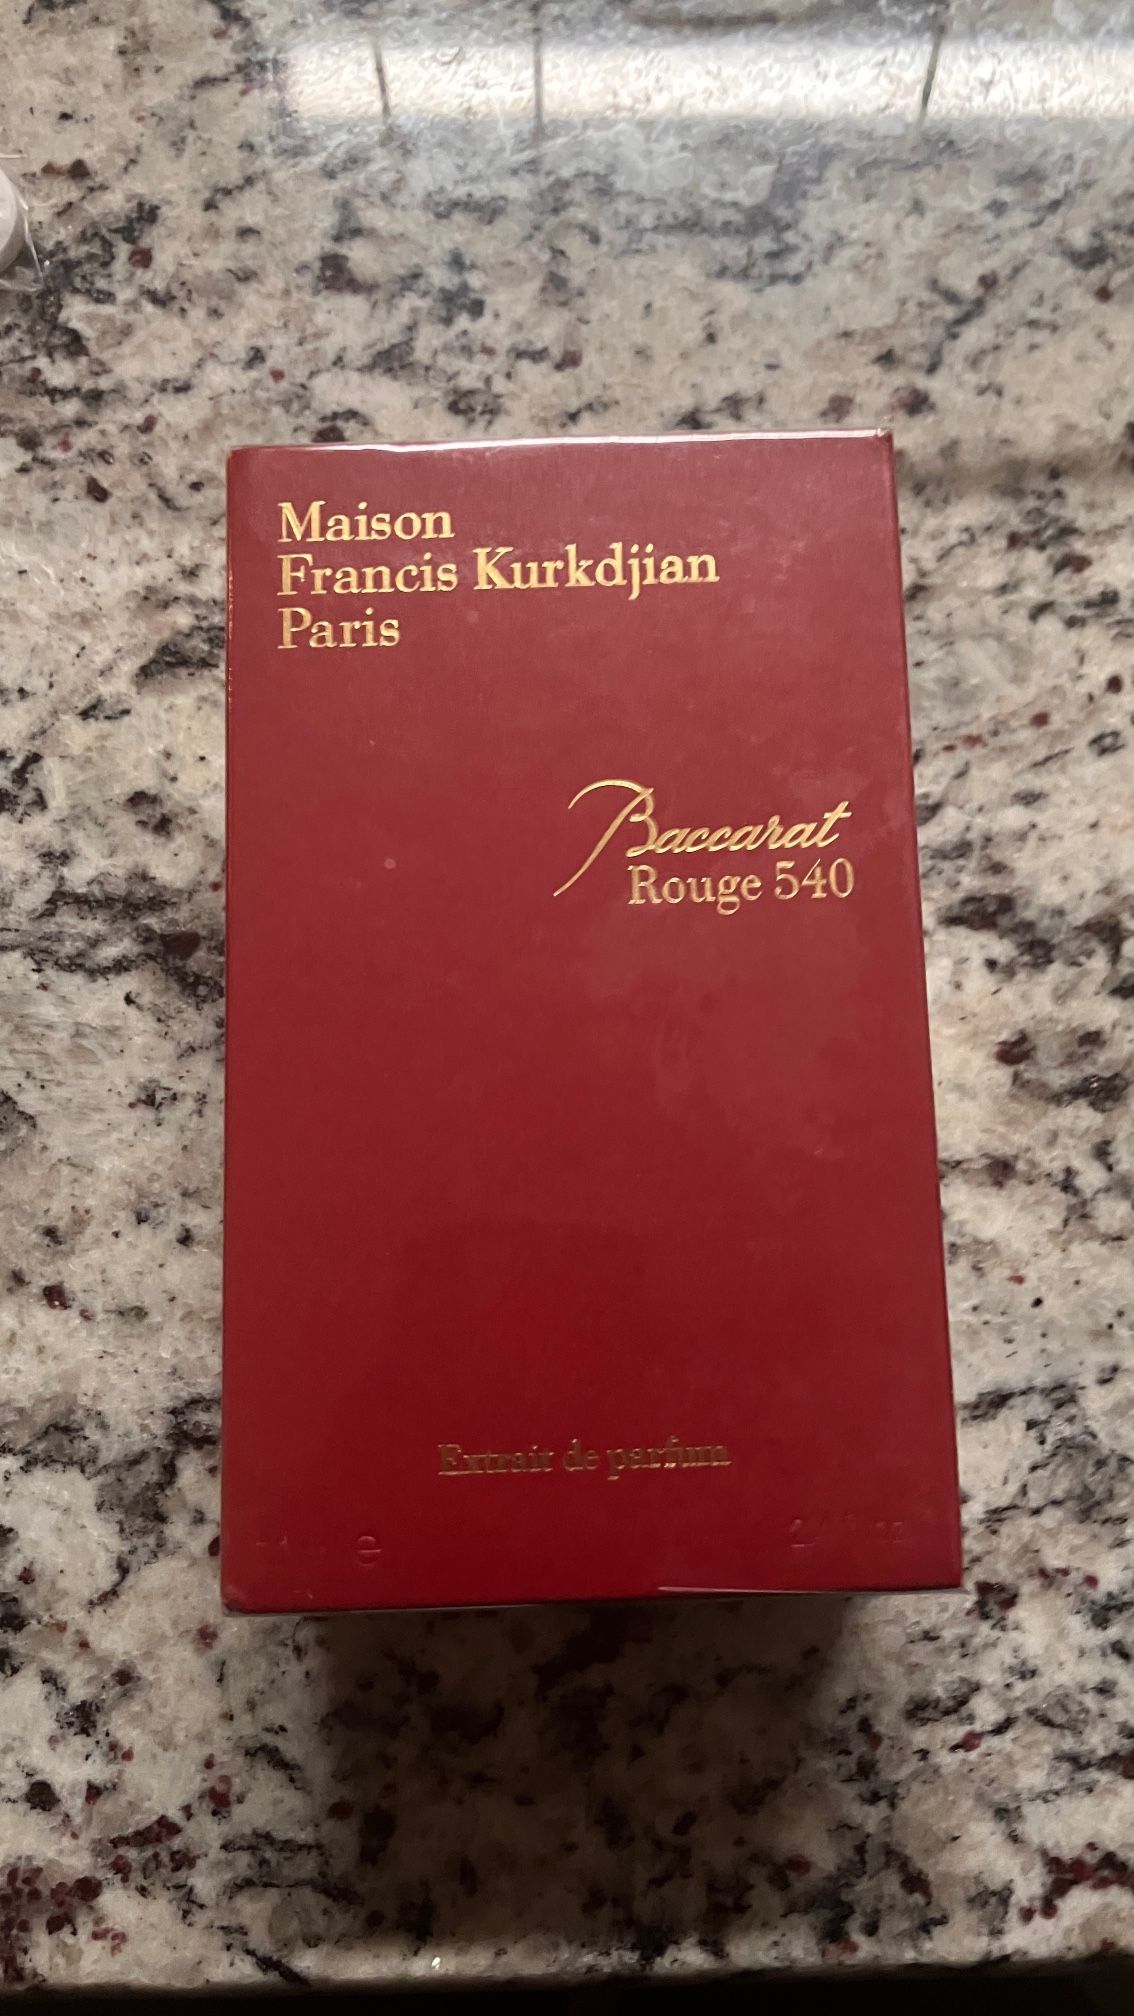 Maison
Francis Kurkdjian
Paris
Baccarat
Rouge 540
Extrait de parfum
e